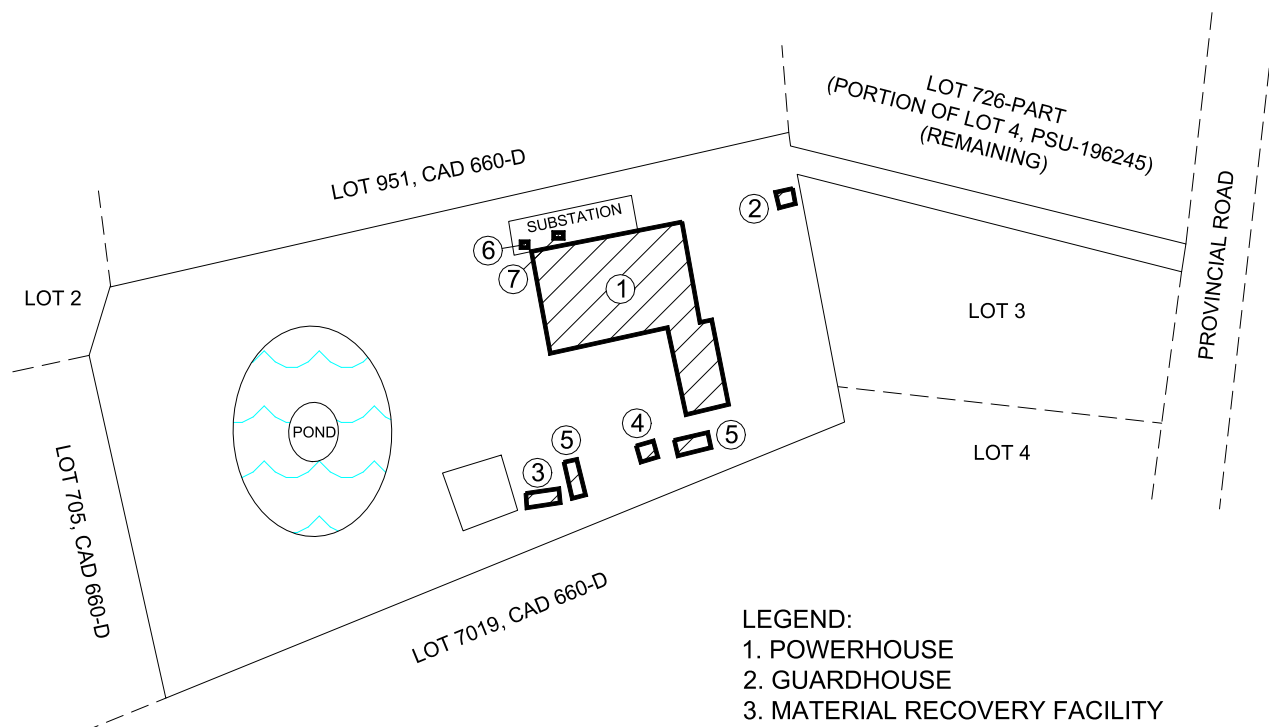 LOT 726-PART
(PORTION OF LOT 4, PSU-196245)
(REMAINING)
LOT 951, CAD 660-D
PROVINCIAL ROAD
2
SUBSTATION
6
7
1
LOT 2
LOT 3
POND
4
5
5
LOT 4
3
LOT 705, CAD 660-D
LOT 7019, CAD 660-D
LEGEND:
1. POWERHOUSE
2. GUARDHOUSE
3. MATERIAL RECOVERY FACILITY